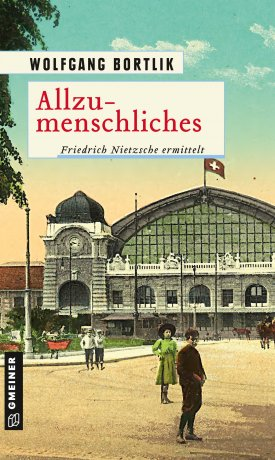 WOLFGANG BORTLIK
Allzu-
menschliches
Friedrich Nietzsche ermittelt
GMEINER